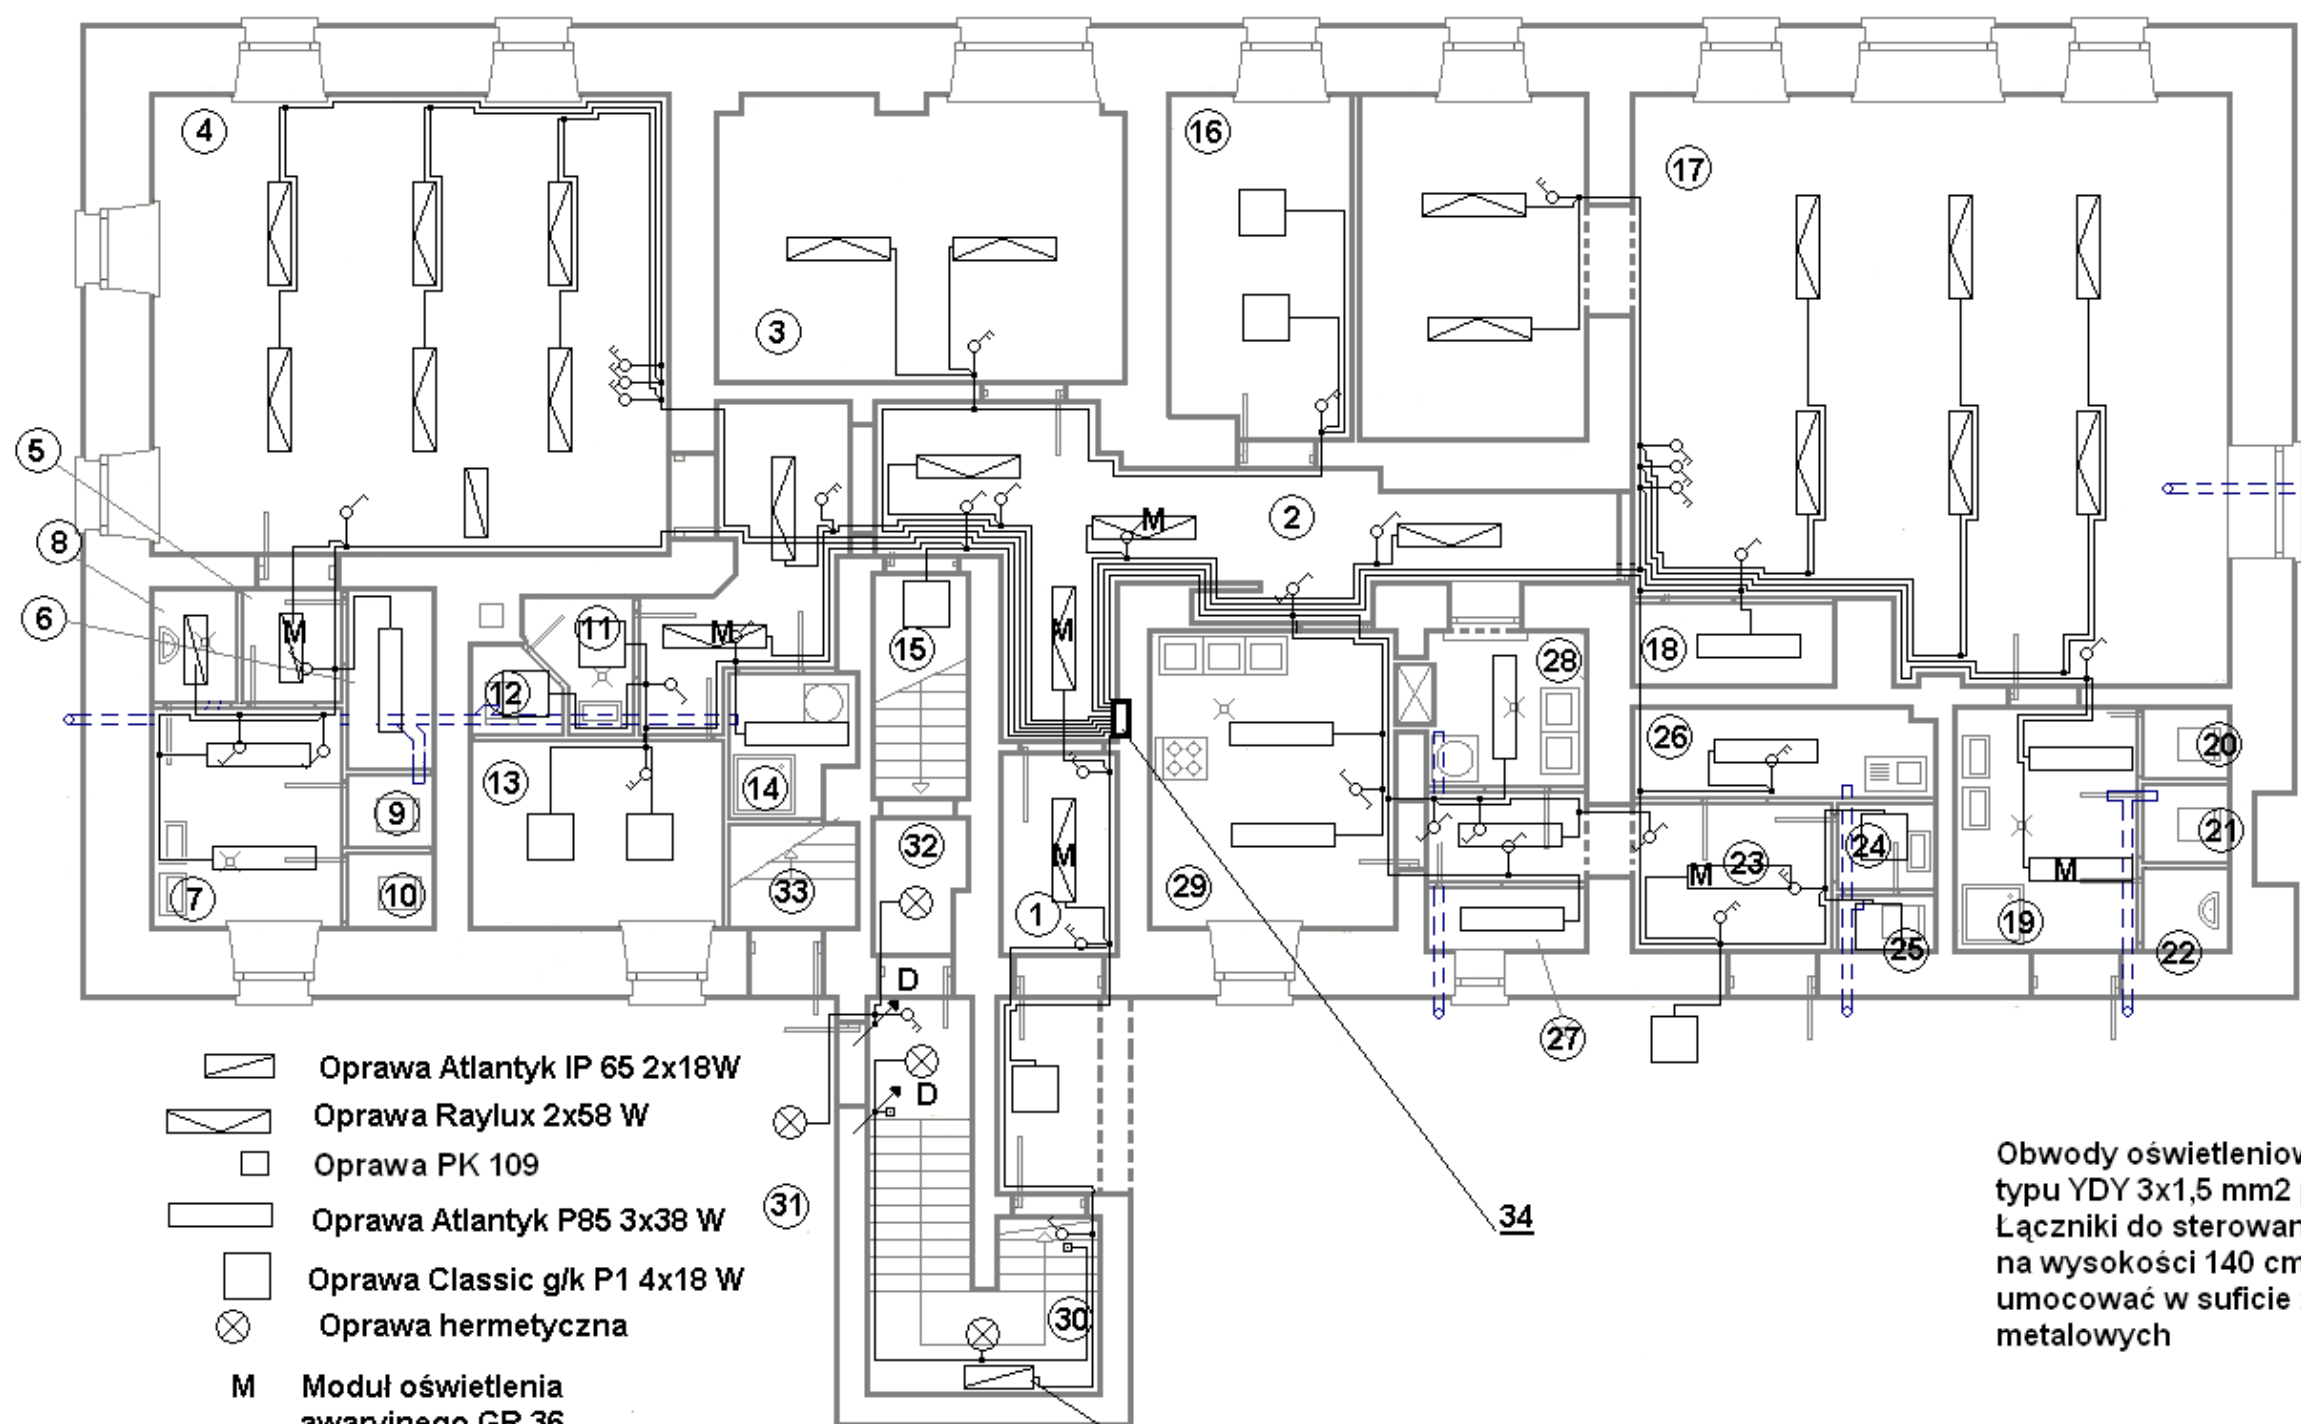 4
16
17
3
5
2
8
M
6
11
M
M
M
15
18
28
12
26
20
13
14
9
21
32
24
M
23
M
M
7
10
33
1
29
19
25
22
D
27
Oprawa Atlantyk IP 65 2x18W
D
Oprawa Raylux 2x58 W
Oprawa PK 109
31
34
Oprawa Atlantyk P85 3x38 W
Oprawa Classic g/k P1 4x18 W
30
Oprawa hermetyczna
M Moduł oświetlenia
awaryjnego GR 36
Obwody oświetleniow
typu YDY 3x1,5 mm2 p
Łączniki do sterowan
na wysokości 140 cm
umocować w suficie
metalowych